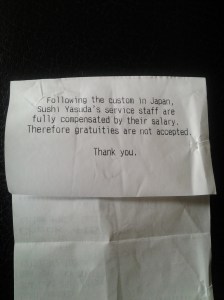 Following the custom in Japan,
Sushi Yasuda's service staff are
fully compensated by their salary.
Therefore gratuities are not accepted.
Thank you.